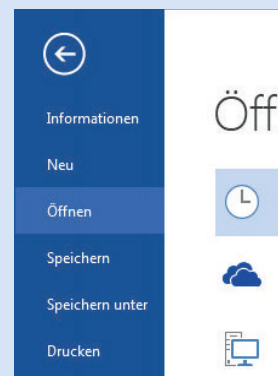 Informationen
Neu
Öffnen
Speichern
Speichern unter
Drucken
Öff